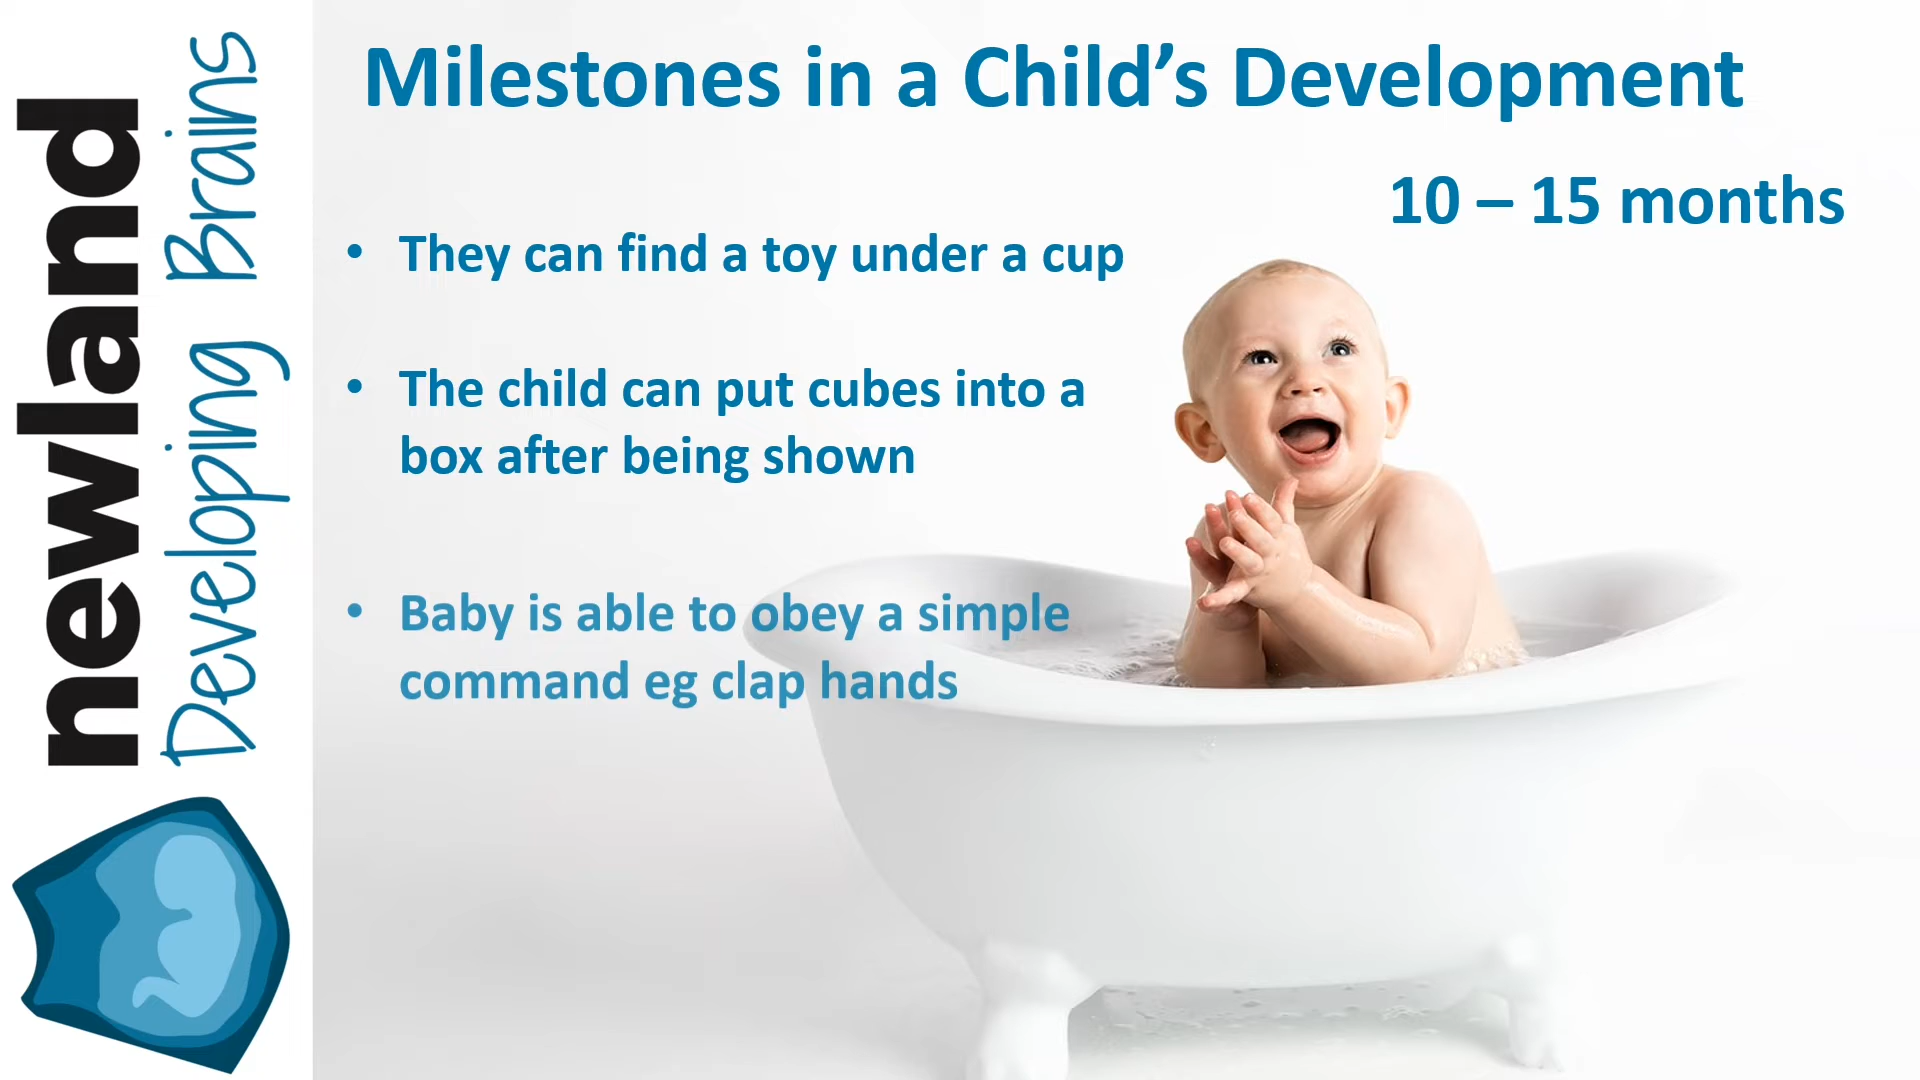 newland
Developing Brains
Milestones in a Child’s Development
10 – 15 months
• They can find a toy under a cup
• The child can put cubes into a
box after being shown
• Baby is able to obey a simple
command eg clap hands